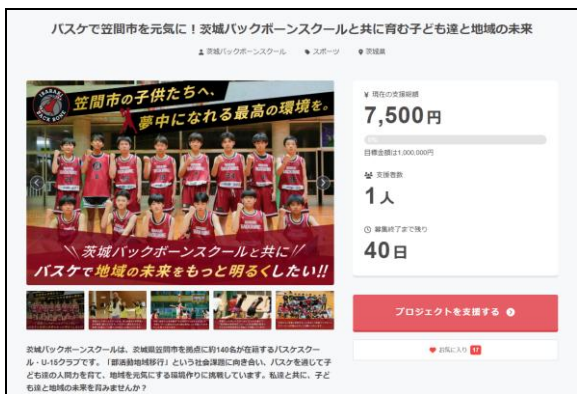 バスケで笠間市を元気に！茨城バックボーンスクールと共に育む子ども達と地域の未来
茨城バックボーンスクール スポーツ 茨城県
IBARAKI
BACK BONE
笠間市の子供たちへ、
夢中になれる最高の環境を。
茨城バックボーンスクールと共に
バスケで地域の未来をもっと明るくしたい!!
¥ 現在の支援総額
7,500円
目標金額は1,000,000円
支援者数
1人
募集終了まで残り
40日
プロジェクトを支援する
お気に入り 17
茨城バックボーンスクールは、茨城県笠間市を拠点に約140名が在籍するバスケスクー
ル・U-15クラブです。「部活動地域移行」という社会課題に向き合い、バスケを通じて子
ども達の人間力を育て、地域を元気にする環境作りに挑戦しています。私達と共に、子ど
も達と地域の未来を育みませんか？